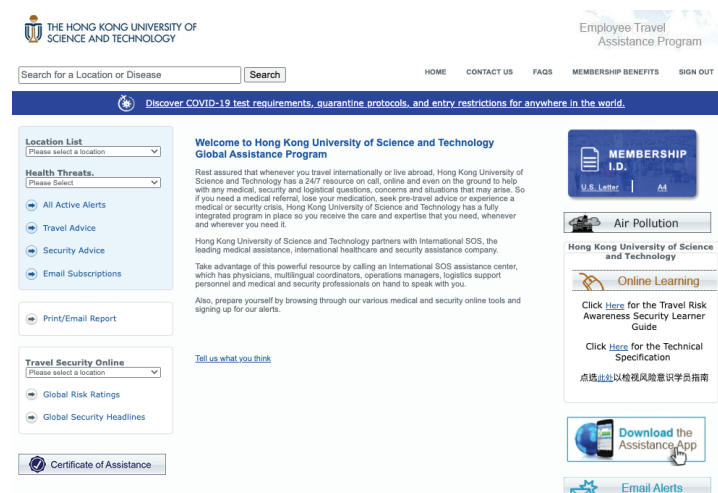 THE HONG KONG UNIVERSITY OF
SCIENCE AND TECHNOLOGY
Employee Travel
Assistance Program
Search for a Location or Disease
Search
HOME CONTACT US FAQS MEMBERSHIP BENEFITS SIGN OUT
Discover COVID-19 test requirements, quarantine protocols, and entry restrictions for anywhere in the world.
Location List
Please select a location
Health Threats.
Please Select
All Active Alerts
Travel Advice
Security Advice
Email Subscriptions
Print/Email Report
Travel Security Online
Please select a location
Global Risk Ratings
Global Security Headlines
Certificate of Assistance
Welcome to Hong Kong University of Science and Technology
Global Assistance Program
Rest assured that whenever you travel internationally or live abroad, Hong Kong University of
Science and Technology has a 24/7 resource on call, online and even on the ground to help
with any medical, security and logistical questions, concerns and situations that may arise. So
if you need a medical referral, lose your medication, seek pre-travel advice or experience a
medical or security crisis, Hong Kong University of Science and Technology has a fully
integrated program in place so you receive the care and expertise that you need, whenever
and wherever you need it.
Hong Kong University of Science and Technology partners with International SOS, the
leading medical assistance, international healthcare and security assistance company.
Take advantage of this powerful resource by calling an International SOS assistance center,
which has physicians, multilingual coordinators, operations managers, logistics support
personnel and medical and security professionals on hand to speak with you.
Also, prepare yourself by browsing through our various medical and security online tools and
signing up for our alerts.
Tell us what you think
MEMBERSHIP
I.D.
U.S. Letter A4
Air Pollution
Hong Kong University of Science
and Technology
Online Learning
Click Here for the Travel Risk
Awareness Security Learner
Guide
Click Here for the Technical
Specification
点选此处以检视风险意识学员指南
Download the
Assistance App
Email Alerts